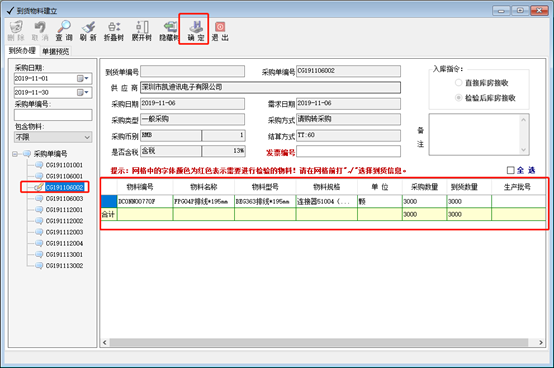 到货物料建立
删 除 取 消 查 询 刷 新 折叠树 展开树 隐藏树 确 定 退 出
到货办理 单据预览
采购日期:
2019-11-01
2019-11-30
采购单编号:
包含物料:
不限
采购单编号
CG191101001
CG191106001
CG191106002
CG191106003
CG191112001
CG191112002
CG191112003
CG191112004
CG191113001
CG191113002
到货单编号 采购单编号 CG191106002
供 应 商 深圳市凯迪讯电子有限公司
采购日期 2019-11-06 需求日期 2019-11-06
采购类型 一般采购 采购方式 请购转采购
采购币别 RMB 1 结算方式 TT:60
是否含税 含税 13% 发票编号
入库指令:
直接库房接收
检验后库房接收
备注
提示: 网格中的字体颜色为红色表示需要进行检验的物料! 请在网格前打"√"选择到货信息。 全 选
物料编号 物料名称 物料型号 物料规格 单 位 采购数量 到货数量 生产批号
DC0NN00770F FPG04P排线*195mm REG363排线*195mm 连接器51004 (... 颗 3000 3000
合计 3000 3000